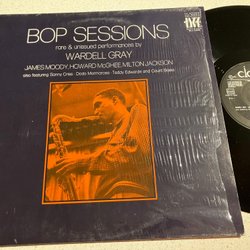 BOP SESSIONS
rare & unissued performances by
WARDELL GRAY
JAMES MOODY, HOWARD McGHEE, MILTON JACKSON
also featuring Sonny Criss · Dodo Marmarosa · Teddy Edwards and Count Basie